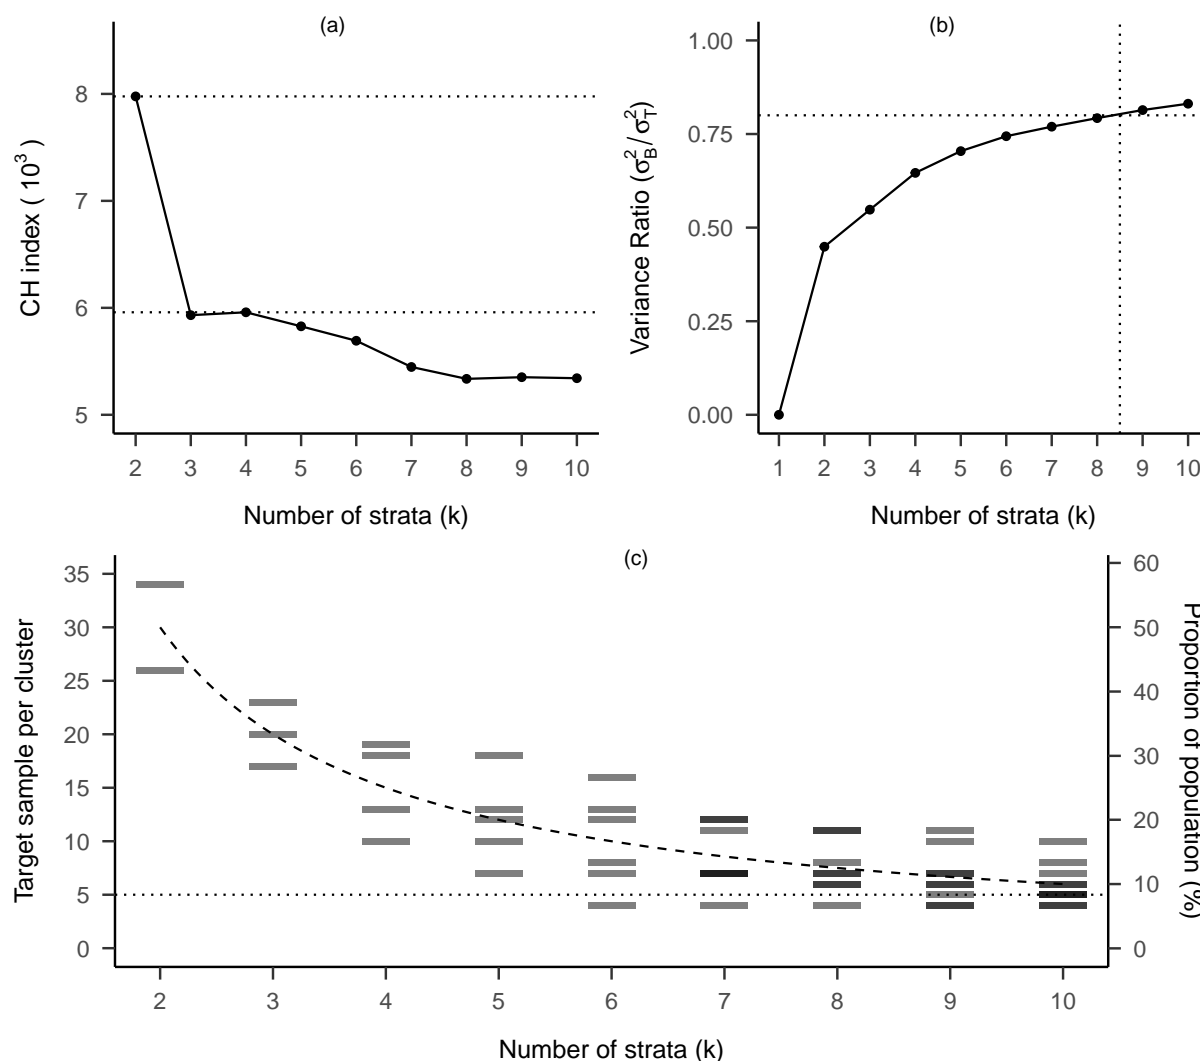 (a)
8
7
6
5
CH index ( 10³ )
2 3 4 5 6 7 8 9 10
Number of strata (k)
(b)
1.00
0.75
0.50
0.25
0.00
Variance Ratio (σ²_B/σ²_T)
1 2 3 4 5 6 7 8 9 10
Number of strata (k)
(c)
35
30
25
20
15
10
5
0
Target sample per cluster
60
50
40
30
20
10
0
Proportion of population (%)
2 3 4 5 6 7 8 9 10
Number of strata (k)